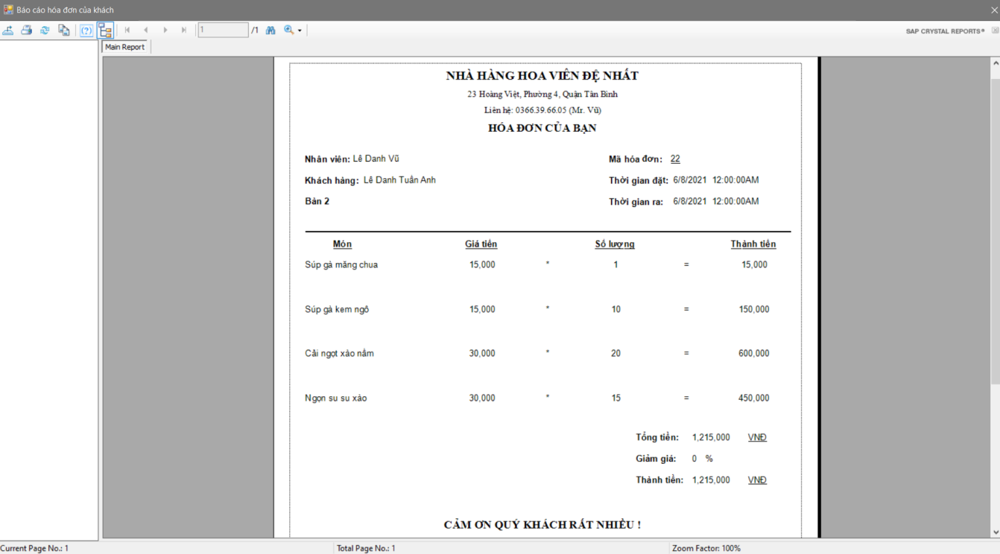 Báo cáo hóa đơn của khách
(?) 1 /1 SAP CRYSTAL REPORTS®
Main Report
NHÀ HÀNG HOA VIÊN ĐỆ NHẤT
23 Hoàng Việt, Phường 4, Quận Tân Bình
Liên hệ: 0366.39.66.05 (Mr. Vũ)
HÓA ĐƠN CỦA BẠN
Nhân viên: Lê Danh Vũ Mã hóa đơn: 22
Khách hàng: Lê Danh Tuấn Anh Thời gian đặt: 6/8/2021 12:00:00AM
Bàn 2 Thời gian ra: 6/8/2021 12:00:00AM
Món Giá tiền Số lượng Thành tiền
Súp gà măng chua 15,000 * 1 = 15,000
Súp gà kem ngô 15,000 * 10 = 150,000
Cải ngọt xào nấm 30,000 * 20 = 600,000
Ngọn su su xào 30,000 * 15 = 450,000
Tổng tiền: 1,215,000 VNĐ
Giảm giá: 0 %
Thành tiền: 1,215,000 VNĐ
CẢM ƠN QUÝ KHÁCH RẤT NHIỀU !
Current Page No.: 1 Total Page No.: 1 Zoom Factor: 100%